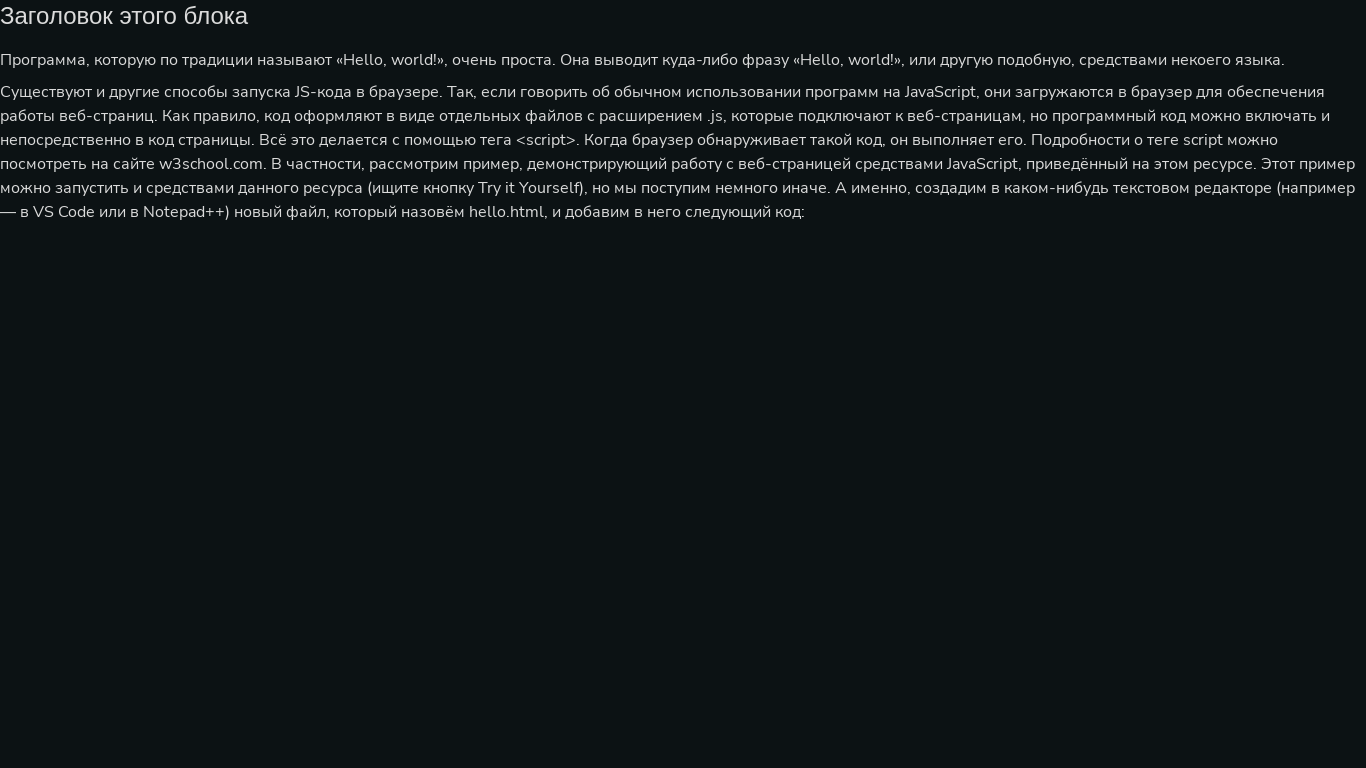 Заголовок этого блока
Программа, которую по традиции называют «Hello, world!», очень проста. Она выводит куда-либо фразу «Hello, world!», или другую подобную, средствами некоего языка.
Существуют и другие способы запуска JS-кода в браузере. Так, если говорить об обычном использовании программ на JavaScript, они загружаются в браузер для обеспечения
работы веб-страниц. Как правило, код оформляют в виде отдельных файлов с расширением .js, которые подключают к веб-страницам, но программный код можно включать и
непосредственно в код страницы. Всё это делается с помощью тега <script>. Когда браузер обнаруживает такой код, он выполняет его. Подробности о теге script можно
посмотреть на сайте w3school.com. В частности, рассмотрим пример, демонстрирующий работу с веб-страницей средствами JavaScript, приведённый на этом ресурсе. Этот пример
можно запустить и средствами данного ресурса (ищите кнопку Try it Yourself), но мы поступим немного иначе. А именно, создадим в каком-нибудь текстовом редакторе (например
— в VS Code или в Notepad++) новый файл, который назовём hello.html, и добавим в него следующий код: